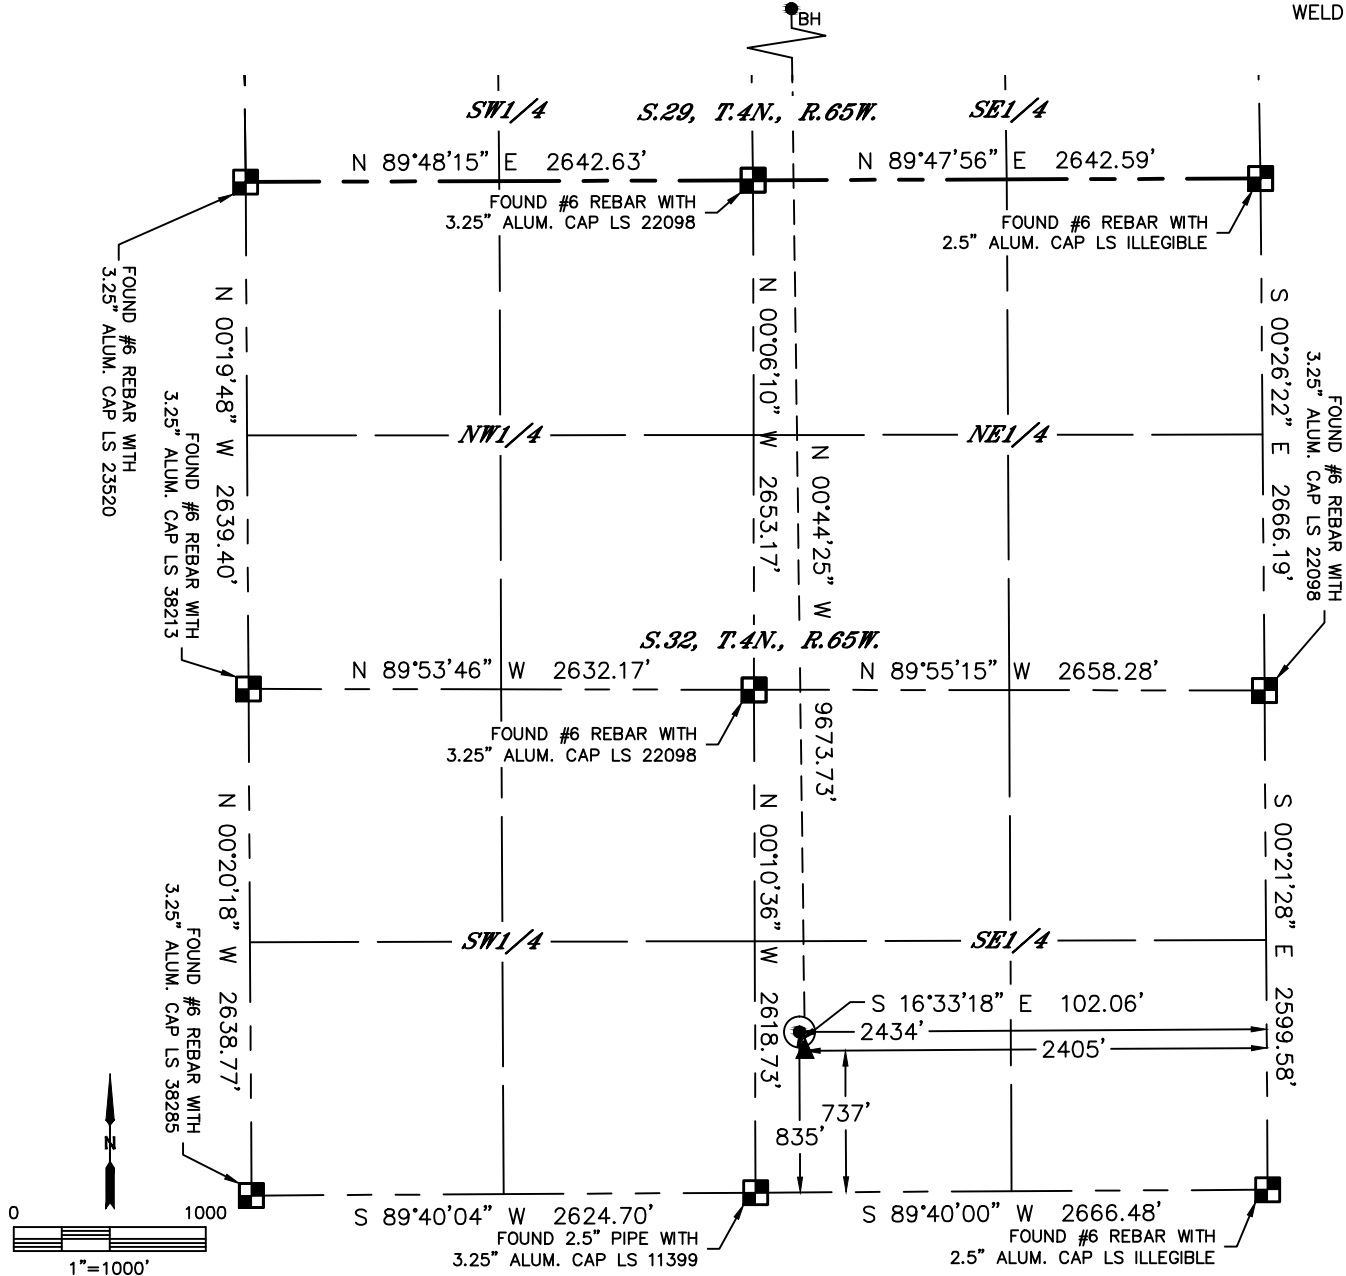 WELD
BH
SW1/4
S.29, T.4N., R.65W.
SE1/4
N 89°48'15" E 2642.63'
N 89°47'56" E 2642.59'
FOUND #6 REBAR WITH
3.25" ALUM. CAP LS 22098
FOUND #6 REBAR WITH
2.5" ALUM. CAP LS ILLEGIBLE
FOUND #6 REBAR WITH
3.25" ALUM. CAP LS 23520
N 00°19'48" W 2639.40'
N 00°06'10" W 2653.17'
S 00°26'22" E 2666.19'
FOUND #6 REBAR WITH
3.25" ALUM. CAP LS 22098
FOUND #6 REBAR WITH
3.25" ALUM. CAP LS 38213
NW1/4
NE1/4
N 00°44'25" W 9673.73'
S.32, T.4N., R.65W.
N 89°53'46" W 2632.17'
N 89°55'15" W 2658.28'
FOUND #6 REBAR WITH
3.25" ALUM. CAP LS 22098
N 00°20'18" W 2638.77'
N 00°10'36" W 2618.73'
S 00°21'28" E 2599.58'
FOUND #6 REBAR WITH
3.25" ALUM. CAP LS 38285
SW1/4
SE1/4
S 16°33'18" E 102.06'
2434'
2405'
737'
835'
N
0 1000
1"=1000'
S 89°40'04" W 2624.70'
S 89°40'00" W 2666.48'
FOUND 2.5" PIPE WITH
3.25" ALUM. CAP LS 11399
FOUND #6 REBAR WITH
2.5" ALUM. CAP LS ILLEGIBLE